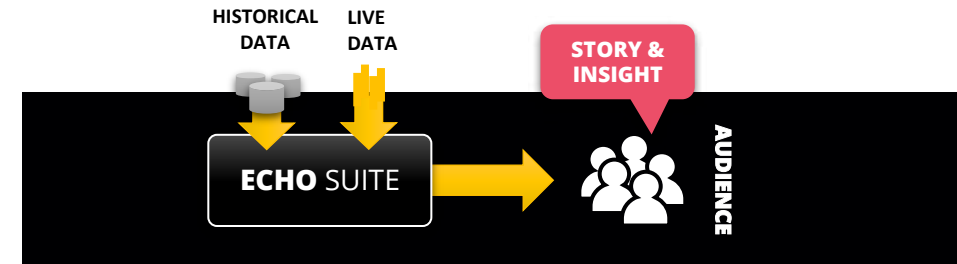 HISTORICAL
DATA
LIVE
DATA
STORY &
INSIGHT
ECHO SUITE
AUDIENCE